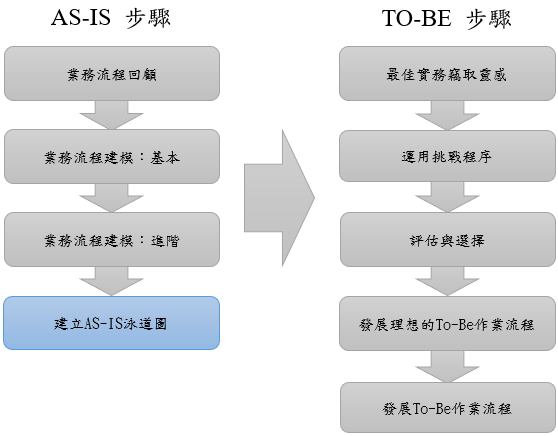 AS-IS 步驟
業務流程回顧
業務流程建模：基本
業務流程建模：進階
建立AS-IS泳道圖
TO-BE 步驟
最佳實務竊取靈感
運用挑戰程序
評估與選擇
發展理想的To-Be作業流程
發展To-Be作業流程